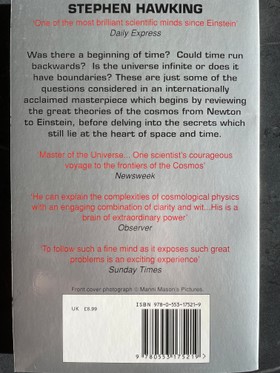 STEPHEN HAWKING
'One of the most brilliant scientific minds since Einstein'
Daily Express
Was there a beginning of time? Could time run
backwards? Is the universe infinite or does it
have boundaries? These are just some of the
questions considered in an internationally
acclaimed masterpiece which begins by reviewing
the great theories of the cosmos from Newton
to Einstein, before delving into the secrets which
still lie at the heart of space and time.
'Master of the Universe... One scientist's courageous
voyage to the frontiers of the Cosmos'
Newsweek
'He can explain the complexities of cosmological physics
with an engaging combination of clarity and wit...His is a
brain of extraordinary power'
Observer
'To follow such a fine mind as it exposes such great
problems is an exciting experience'
Sunday Times
Front cover photograph © Manni Mason's Pictures
UK £8.99
ISBN 978-0-553-17521-9
9 780553 175219